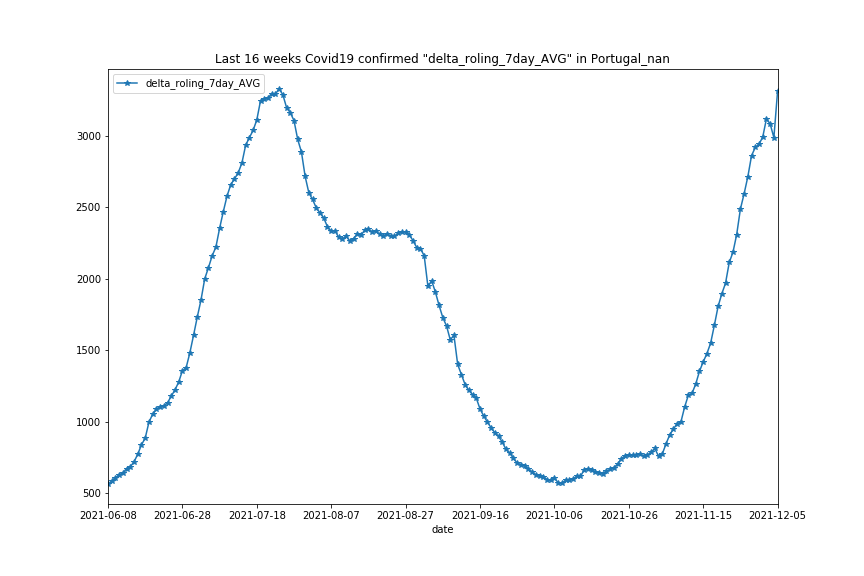 Last 16 weeks Covid19 confirmed "delta_roling_7day_AVG" in Portugal_nan
delta_roling_7day_AVG
3000
2500
2000
1500
1000
500
2021-06-08 2021-06-28 2021-07-18 2021-08-07 2021-08-27 2021-09-16 2021-10-06 2021-10-26 2021-11-15 2021-12-05
date